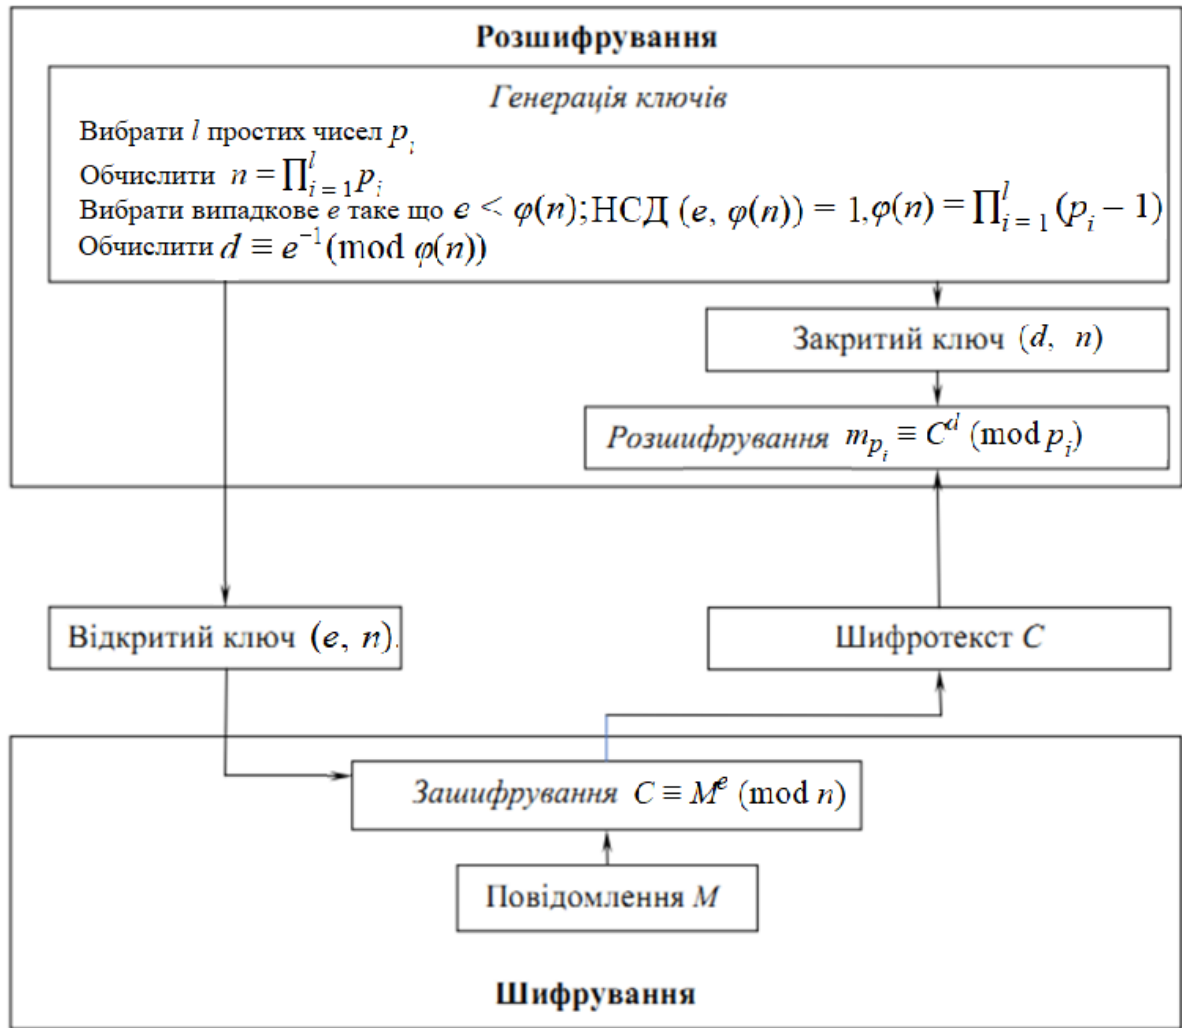 Розшифрування
Генерація ключів
Вибрати l простих чисел p_i
Обчислити n = ∏_{i = 1}^{l} p_i
Вибрати випадкове e таке що e < φ(n); НСД (e, φ(n)) = 1, φ(n) = ∏_{i = 1}^{l} (p_i − 1)
Обчислити d ≡ e^{−1} (mod φ(n))
Закритий ключ (d, n)
Розшифрування m_{p_i} ≡ C^d (mod p_i)
Відкритий ключ (e, n).
Шифротекст C
Зашифрування C ≡ M^e (mod n)
Повідомлення M
Шифрування